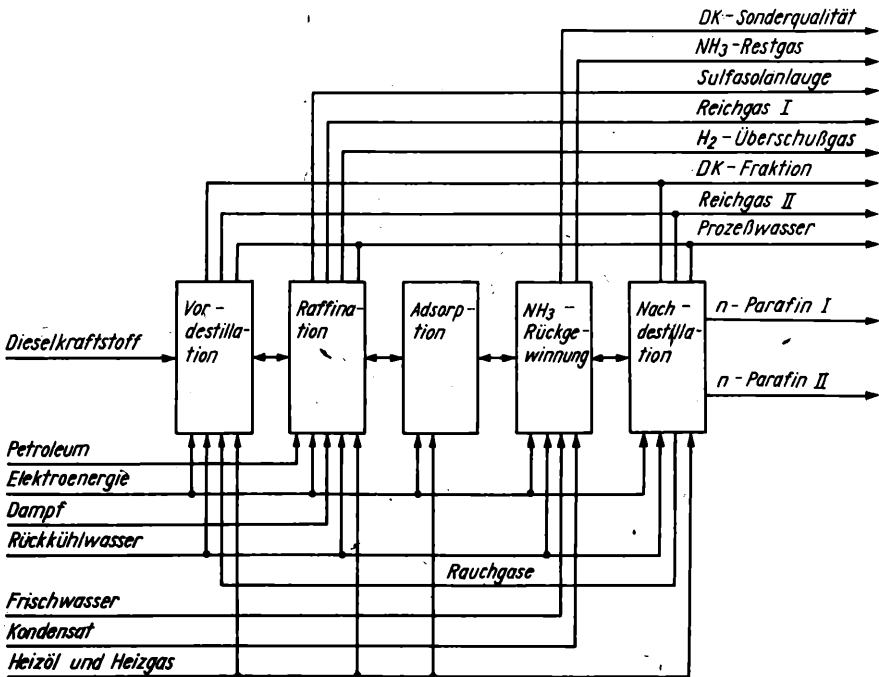 DK-Sonderqualität
NH3-Restgas
Sulfasolanlauge
Reichgas I
H2-Überschußgas
DK-Fraktion
Reichgas II
Prozeßwasser
Vor-
destilla-
tion
Raffina-
tion
Adsorp-
tion
NH3-
Rückge-
winnung
Nach-
destilla-
tion
n-Parafin I
Dieselkraftstoff
n-Parafin II
Petroleum
Elektroenergie
Dampf
Rückkühlwasser
Rauchgase
Frischwasser
Kondensat
Heizöl und Heizgas